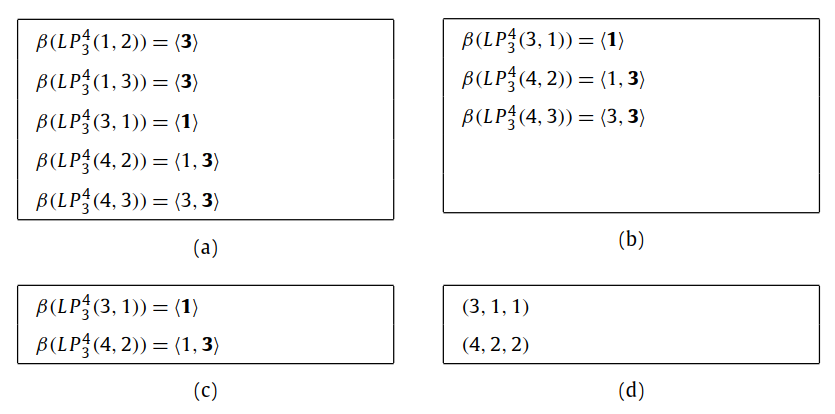 β(LP₃⁴(1, 2)) = ⟨3⟩
β(LP₃⁴(1, 3)) = ⟨3⟩
β(LP₃⁴(3, 1)) = ⟨1⟩
β(LP₃⁴(4, 2)) = ⟨1, 3⟩
β(LP₃⁴(4, 3)) = ⟨3, 3⟩
(a)
β(LP₃⁴(3, 1)) = ⟨1⟩
β(LP₃⁴(4, 2)) = ⟨1, 3⟩
β(LP₃⁴(4, 3)) = ⟨3, 3⟩
(b)
β(LP₃⁴(3, 1)) = ⟨1⟩
β(LP₃⁴(4, 2)) = ⟨1, 3⟩
(c)
(3, 1, 1)
(4, 2, 2)
(d)